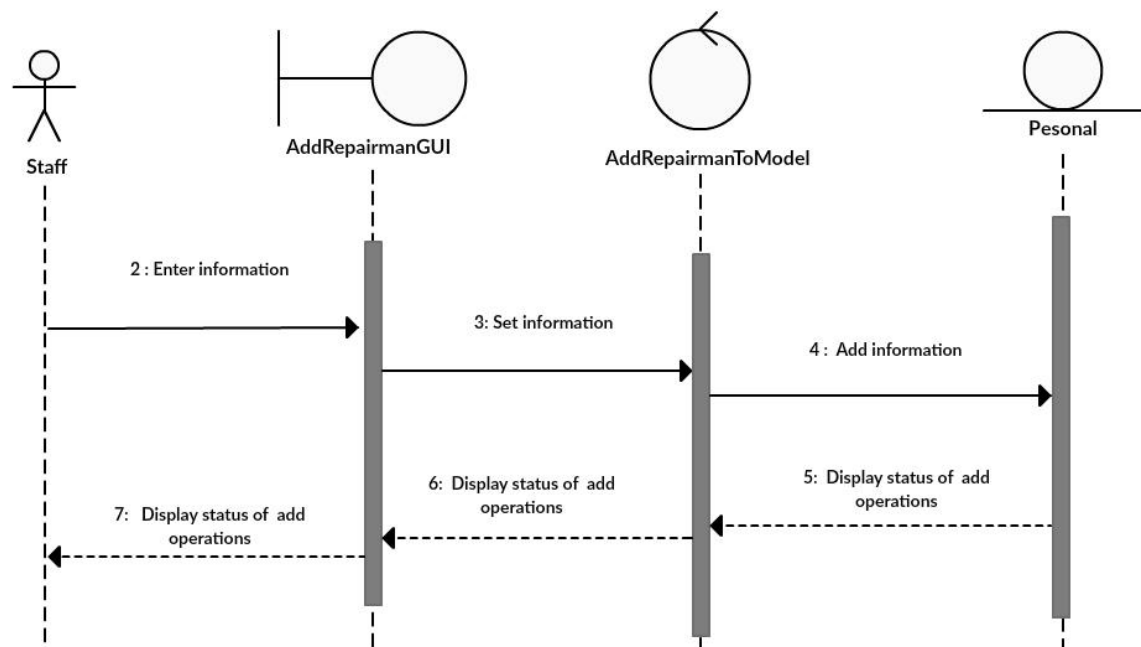 Staff
AddRepairmanGUI
AddRepairmanToModel
Pesonal
2 : Enter information
3: Set information
4 : Add information
5: Display status of add
operations
6: Display status of add
operations
7: Display status of add
operations